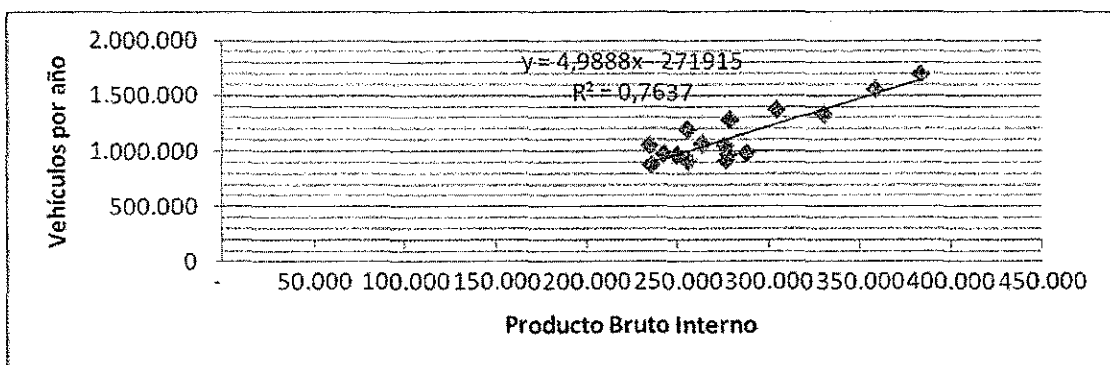 2.000.000
1.500.000
1.000.000
500.000
0
Vehículos por año
y = 4,9888x - 271915
R² = 0,7637
- 50.000 100.000 150.000 200.000 250.000 300.000 350.000 400.000 450.000
Producto Bruto Interno